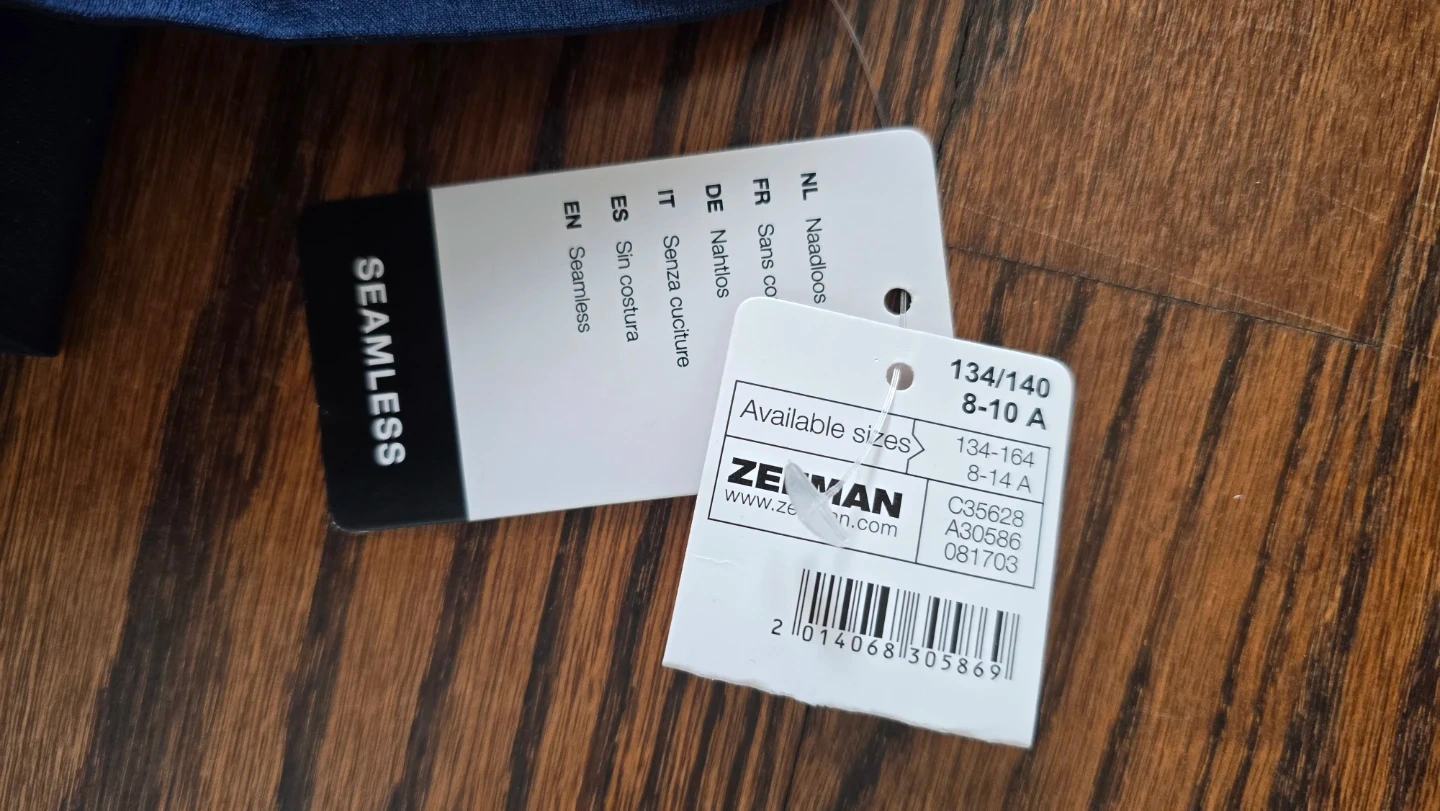 SEAMLESS
NL Naadloos
FR Sans
DE Nahtlos
IT Senza cuciture
ES Sin costura
EN Seamless
134/140
8-10 A
Available sizes
134-164
8-14 A
ZEEMAN
C35628
A30586
081703
2 014068 305869